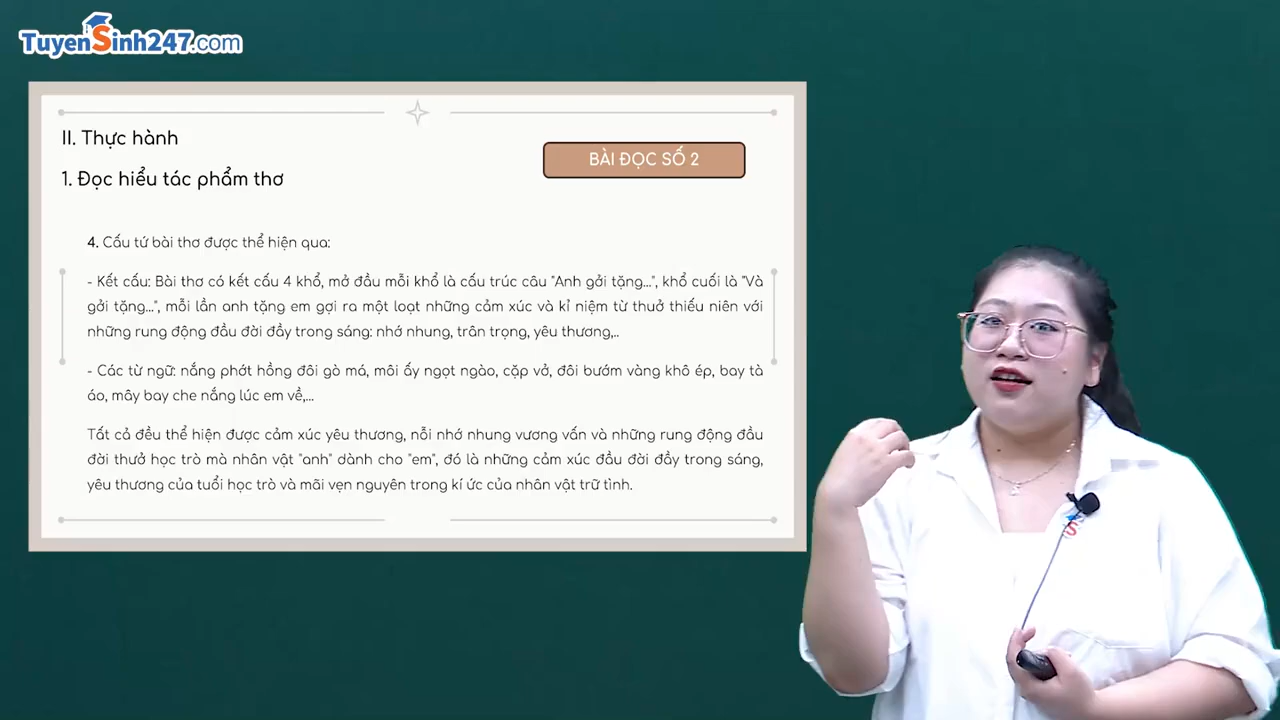 TuyenSinh247.com
II. Thực hành
BÀI ĐỌC SỐ 2
1. Đọc hiểu tác phẩm thơ
4. Cấu tứ bài thơ được thể hiện qua:
- Kết cấu: Bài thơ có kết cấu 4 khổ, mở đầu mỗi khổ là cấu trúc câu "Anh gởi tặng...", khổ cuối là "Và
gởi tặng...", mỗi lần anh tặng em gợi ra một loạt những cảm xúc và kỉ niệm từ thuở thiếu niên với
những rung động đầu đời đầy trong sáng: nhớ nhung, trân trọng, yêu thương,..
- Các từ ngữ: nắng phớt hồng đôi gò má, môi ấy ngọt ngào, cặp vở, đôi bướm vàng khô ép, bay tà
áo, mây bay che nắng lúc em về,...
Tất cả đều thể hiện được cảm xúc yêu thương, nỗi nhớ nhung vương vấn và những rung động đầu
đời thưở học trò mà nhân vật "anh" dành cho "em", đó là những cảm xúc đầu đời đầy trong sáng,
yêu thương của tuổi học trò và mãi vẹn nguyên trong kí ức của nhân vật trữ tình.